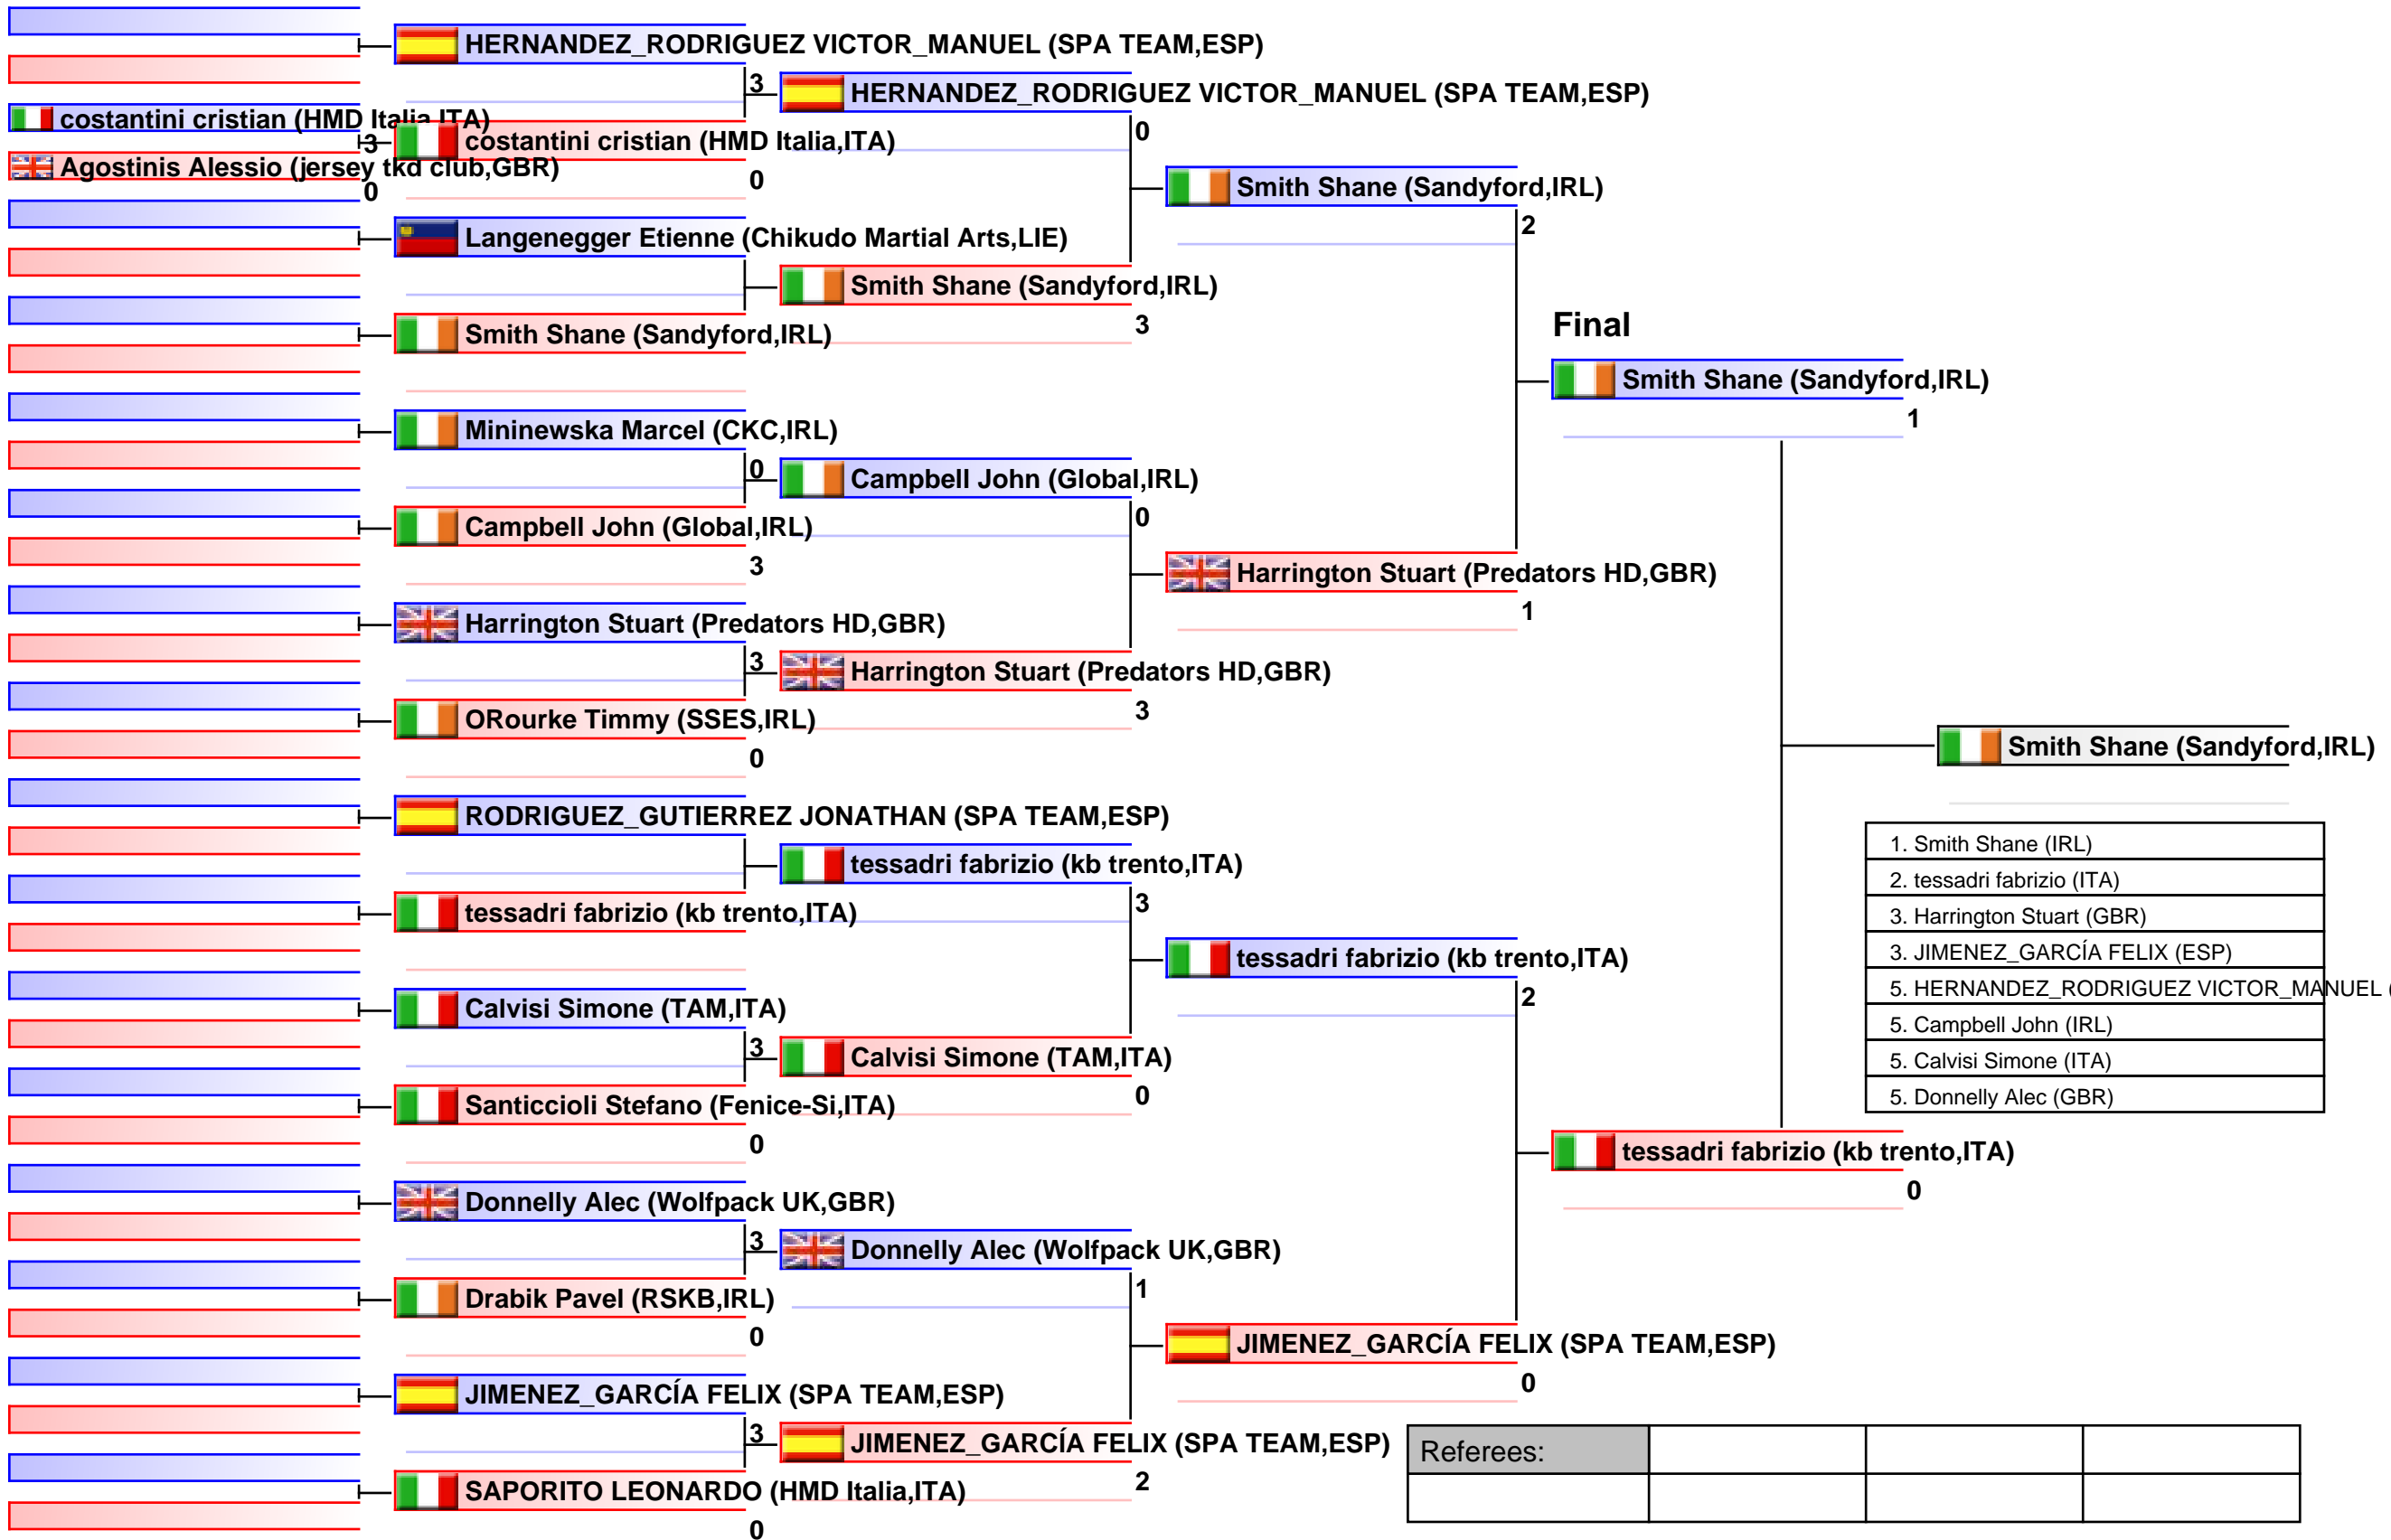 HERNANDEZ_RODRIGUEZ VICTOR_MANUEL (SPA TEAM,ESP)
3
HERNANDEZ_RODRIGUEZ VICTOR_MANUEL (SPA TEAM,ESP)
0
costantini cristian (HMD Italia,ITA)
3
costantini cristian (HMD Italia,ITA)
0
Agostinis Alessio (jersey tkd club,GBR)
0
Smith Shane (Sandyford,IRL)
2
Langenegger Etienne (Chikudo Martial Arts,LIE)
Smith Shane (Sandyford,IRL)
3
Smith Shane (Sandyford,IRL)
Final
Smith Shane (Sandyford,IRL)
1
Mininewska Marcel (CKC,IRL)
0
Campbell John (Global,IRL)
0
Campbell John (Global,IRL)
3
Harrington Stuart (Predators HD,GBR)
1
Harrington Stuart (Predators HD,GBR)
3
Harrington Stuart (Predators HD,GBR)
3
ORourke Timmy (SSES,IRL)
0
Smith Shane (Sandyford,IRL)
RODRIGUEZ_GUTIERREZ JONATHAN (SPA TEAM,ESP)
tessadri fabrizio (kb trento,ITA)
3
tessadri fabrizio (kb trento,ITA)
1. Smith Shane (IRL)
2. tessadri fabrizio (ITA)
3. Harrington Stuart (GBR)
3. JIMENEZ_GARCÍA FELIX (ESP)
5. HERNANDEZ_RODRIGUEZ VICTOR_MANUEL (
5. Campbell John (IRL)
5. Calvisi Simone (ITA)
5. Donnelly Alec (GBR)
tessadri fabrizio (kb trento,ITA)
2
Calvisi Simone (TAM,ITA)
3
Calvisi Simone (TAM,ITA)
0
Santiccioli Stefano (Fenice-Si,ITA)
0
tessadri fabrizio (kb trento,ITA)
0
Donnelly Alec (Wolfpack UK,GBR)
3
Donnelly Alec (Wolfpack UK,GBR)
1
Drabik Pavel (RSKB,IRL)
0
JIMENEZ_GARCÍA FELIX (SPA TEAM,ESP)
0
JIMENEZ_GARCÍA FELIX (SPA TEAM,ESP)
3
JIMENEZ_GARCÍA FELIX (SPA TEAM,ESP)
2
SAPORITO LEONARDO (HMD Italia,ITA)
0
Referees: